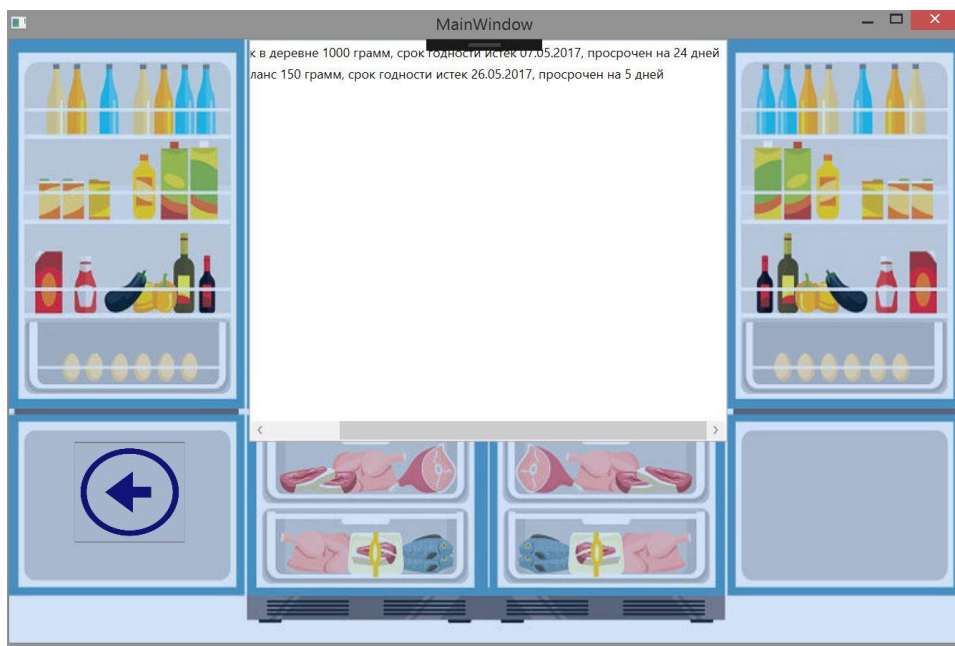 MainWindow
к в деревне 1000 грамм, срок годности истек 07.05.2017, просрочен на 24 дней
ланс 150 грамм, срок годности истек 26.05.2017, просрочен на 5 дней